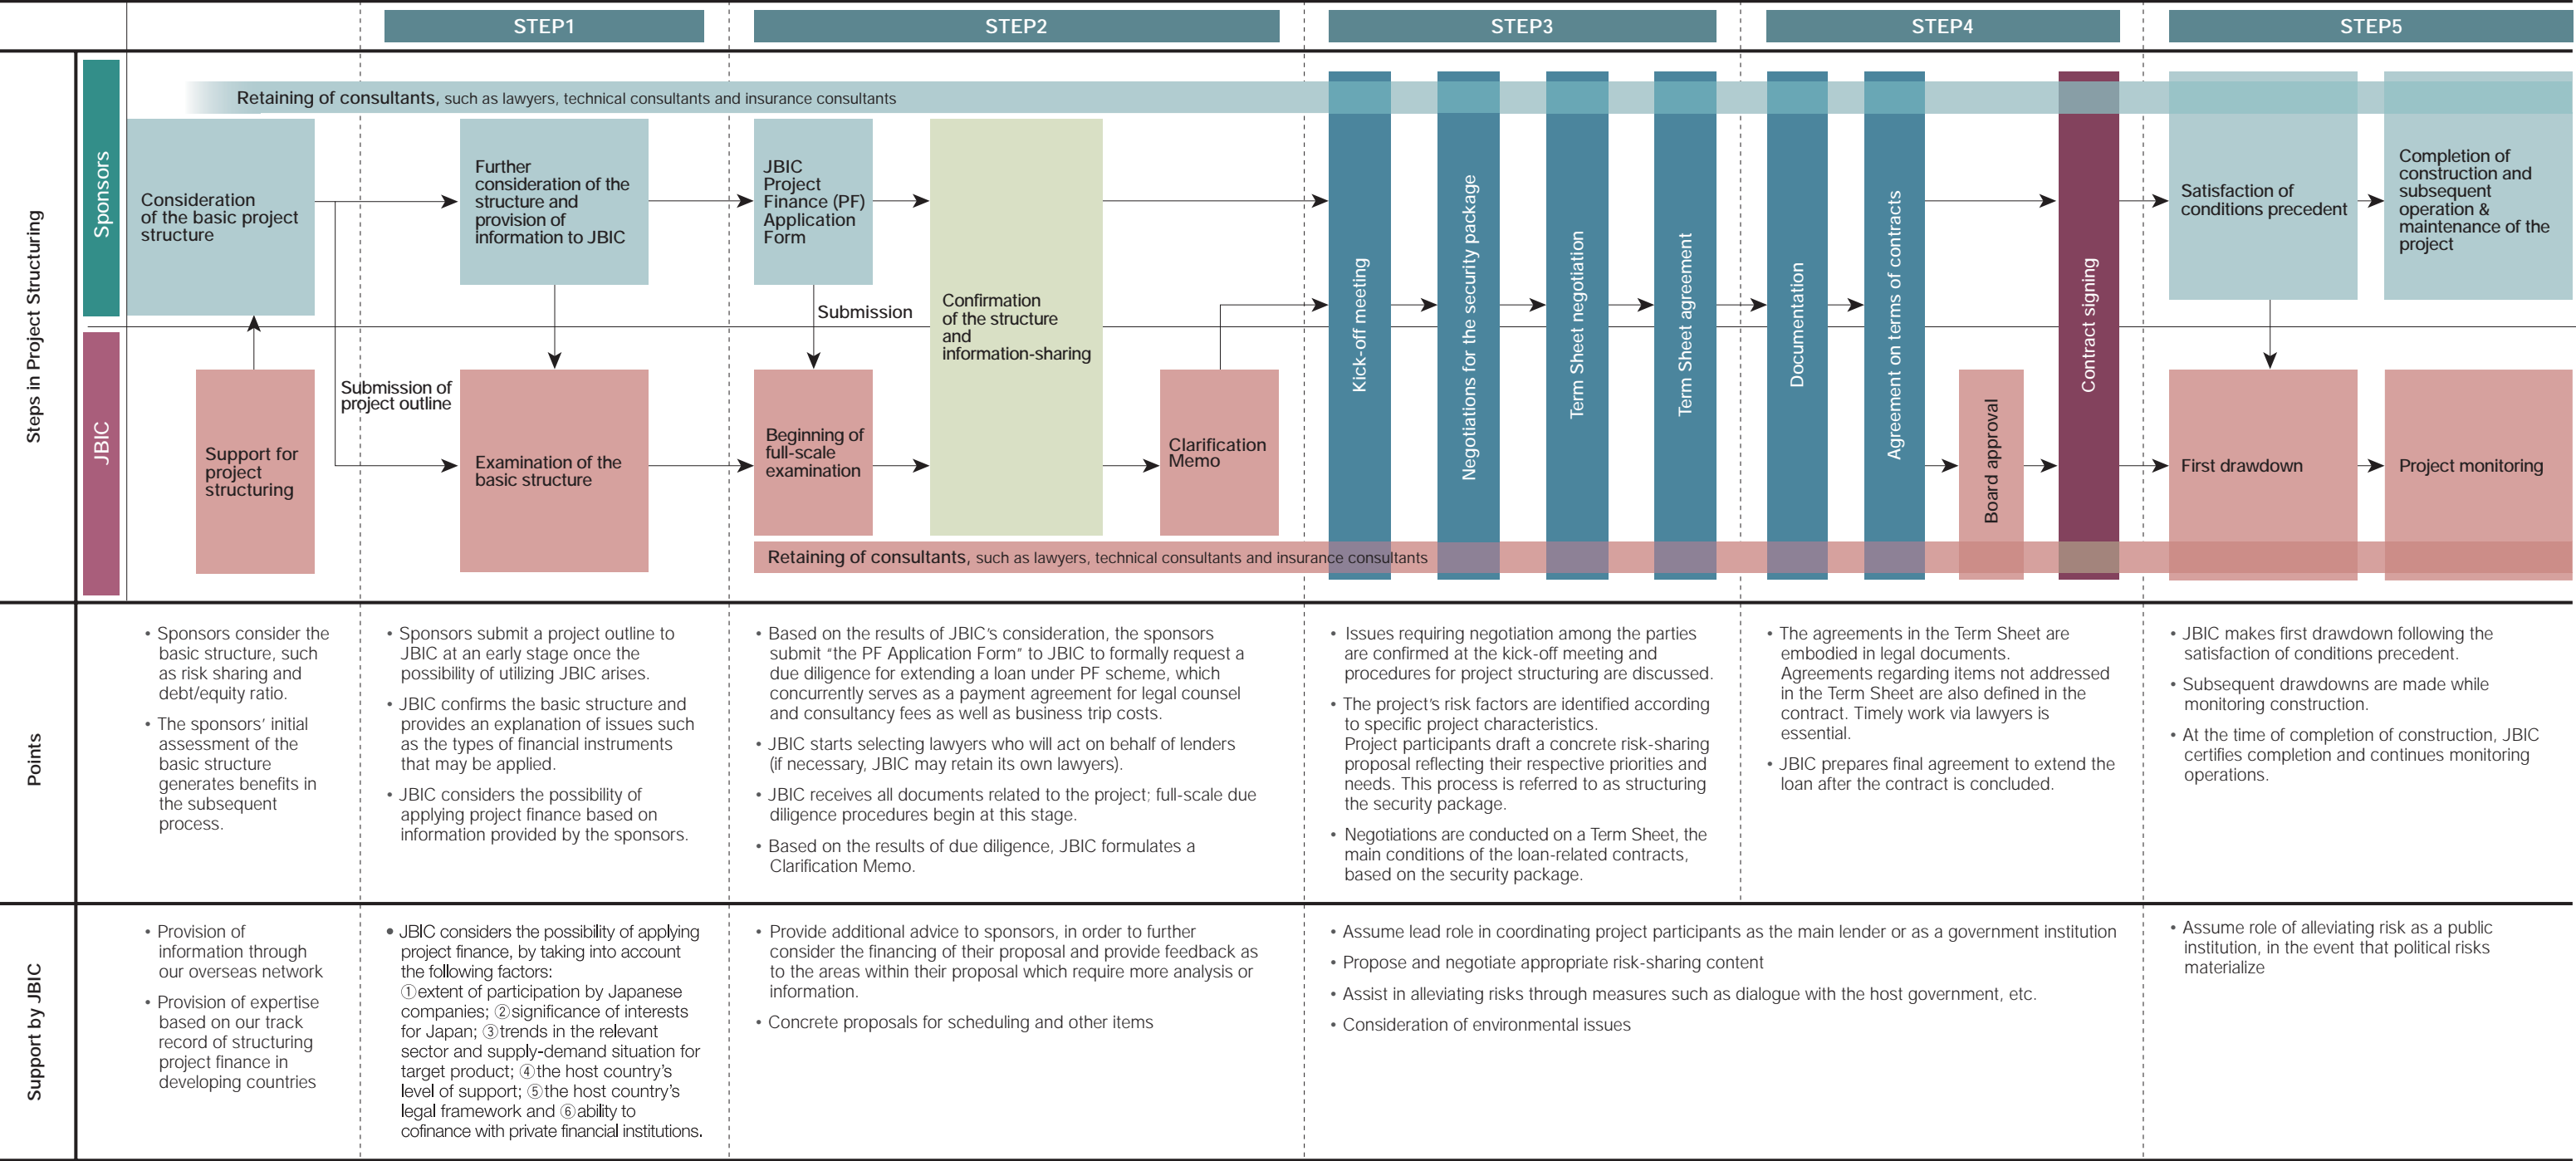 STEP1
STEP2
STEP3
STEP4
STEP5
Steps in Project Structuring
Sponsors
JBIC
Retaining of consultants, such as lawyers, technical consultants and insurance consultants
Consideration
of the basic project
structure
Support for
project
structuring
Submission of
project outline
Further
consideration of the
structure and
provision of
information to JBIC
Examination of the
basic structure
JBIC
Project
Finance (PF)
Application
Form
Submission
Beginning of
full-scale
examination
Confirmation
of the structure
and
information-sharing
Clarification
Memo
Retaining of consultants, such as lawyers, technical consultants and insurance consultants
Kick-off meeting
Negotiations for the security package
Term Sheet negotiation
Term Sheet agreement
Documentation
Agreement on terms of contracts
Board approval
Contract signing
Satisfaction of
conditions precedent
Completion of
construction and
subsequent
operation &
maintenance of the
project
First drawdown
Project monitoring
Points
• Sponsors consider the
basic structure, such
as risk sharing and
debt/equity ratio.
• The sponsors' initial
assessment of the
basic structure
generates benefits in
the subsequent
process.
• Sponsors submit a project outline to
JBIC at an early stage once the
possibility of utilizing JBIC arises.
• JBIC confirms the basic structure and
provides an explanation of issues such
as the types of financial instruments
that may be applied.
• JBIC considers the possibility of
applying project finance based on
information provided by the sponsors.
• Based on the results of JBIC's consideration, the sponsors
submit "the PF Application Form" to JBIC to formally request a
due diligence for extending a loan under PF scheme, which
concurrently serves as a payment agreement for legal counsel
and consultancy fees as well as business trip costs.
• JBIC starts selecting lawyers who will act on behalf of lenders
(if necessary, JBIC may retain its own lawyers).
• JBIC receives all documents related to the project; full-scale due
diligence procedures begin at this stage.
• Based on the results of due diligence, JBIC formulates a
Clarification Memo.
• Issues requiring negotiation among the parties
are confirmed at the kick-off meeting and
procedures for project structuring are discussed.
• The project's risk factors are identified according
to specific project characteristics.
Project participants draft a concrete risk-sharing
proposal reflecting their respective priorities and
needs. This process is referred to as structuring
the security package.
• Negotiations are conducted on a Term Sheet, the
main conditions of the loan-related contracts,
based on the security package.
• The agreements in the Term Sheet are
embodied in legal documents.
Agreements regarding items not addressed
in the Term Sheet are also defined in the
contract. Timely work via lawyers is
essential.
• JBIC prepares final agreement to extend the
loan after the contract is concluded.
• JBIC makes first drawdown following the
satisfaction of conditions precedent.
• Subsequent drawdowns are made while
monitoring construction.
• At the time of completion of construction, JBIC
certifies completion and continues monitoring
operations.
Support by JBIC
• Provision of
information through
our overseas network
• Provision of expertise
based on our track
record of structuring
project finance in
developing countries
• JBIC considers the possibility of applying
project finance, by taking into account
the following factors:
①extent of participation by Japanese
companies; ②significance of interests
for Japan; ③trends in the relevant
sector and supply-demand situation for
target product; ④the host country's
level of support; ⑤the host country's
legal framework and ⑥ability to
cofinance with private financial institutions.
• Provide additional advice to sponsors, in order to further
consider the financing of their proposal and provide feedback as
to the areas within their proposal which require more analysis or
information.
• Concrete proposals for scheduling and other items
• Assume lead role in coordinating project participants as the main lender or as a government institution
• Propose and negotiate appropriate risk-sharing content
• Assist in alleviating risks through measures such as dialogue with the host government, etc.
• Consideration of environmental issues
• Assume role of alleviating risk as a public
institution, in the event that political risks
materialize